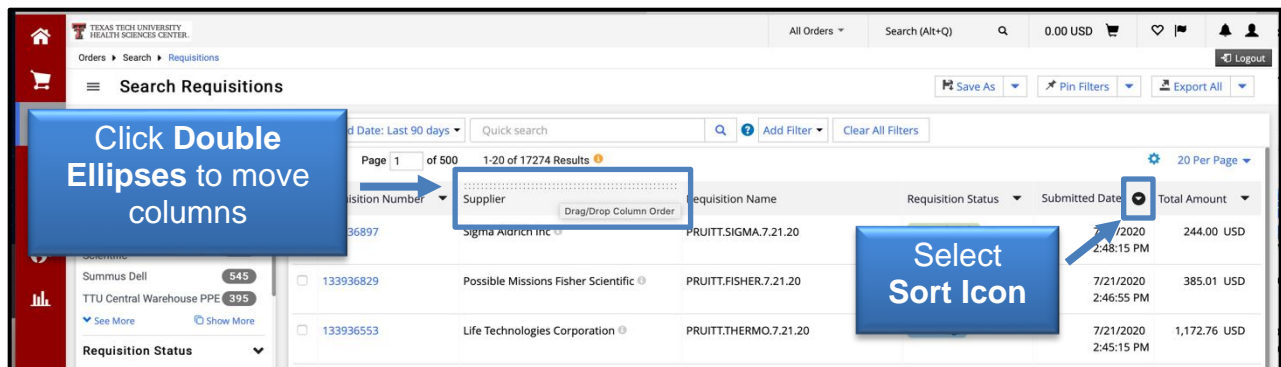 TEXAS TECH UNIVERSITY
HEALTH SCIENCES CENTER.
All Orders
Search (Alt+Q)
0.00 USD
Orders Search Requisitions
Logout
Search Requisitions
Save As
Pin Filters
Export All
Click Double
Ellipses to move
columns
Date: Last 90 days
Quick search
Add Filter
Clear All Filters
Page 1 of 500
1-20 of 17274 Results
20 Per Page
Number
Supplier
Drag/Drop Column Order
Requisition Name
Requisition Status
Submitted Date
Total Amount
36897
Sigma Aldrich Inc
PRUITT.SIGMA.7.21.20
2:48:15 PM
244.00 USD
Select
Sort Icon
Scientific
Summus Dell 545
133936829
Possible Missions Fisher Scientific
PRUITT.FISHER.7.21.20
7/21/2020
2:46:55 PM
385.01 USD
TTU Central Warehouse PPE 395
See More
Show More
133936553
Life Technologies Corporation
PRUITT.THERMO.7.21.20
7/21/2020
2:45:15 PM
1,172.76 USD
Requisition Status